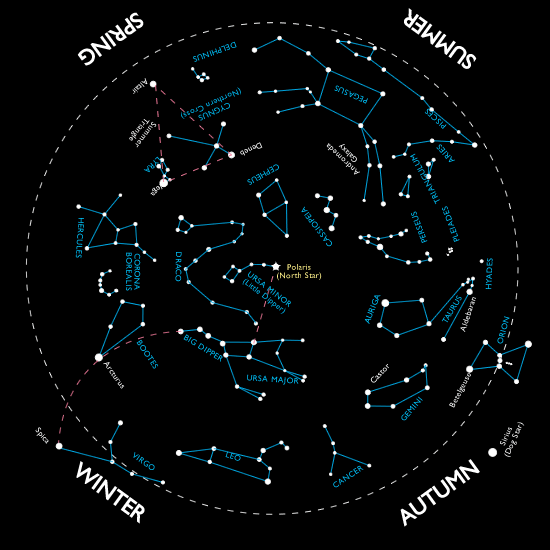 SPRING
SUMMER
DELPHINUS
CYGNUS
(Northern Cross)
Altair
Summer
Triangle
LYRA
Vega
Deneb
PEGASUS
PISCES
ARIES
TRIANGULUM
Andromeda
Galaxy
CEPHEUS
CASSIOPEIA
PERSEUS
PLEIADES
HERCULES
CORONA
BOREALIS
DRACO
Polaris
(North Star)
URSA MINOR
(Little Dipper)
HYADES
TAURUS
Aldebaran
AURIGA
ORION
Betelgeuse
BOOTES
Arcturus
BIG DIPPER
URSA MAJOR
Castor
GEMINI
Spica
VIRGO
LEO
CANCER
Sirius
(Dog Star)
WINTER
AUTUMN